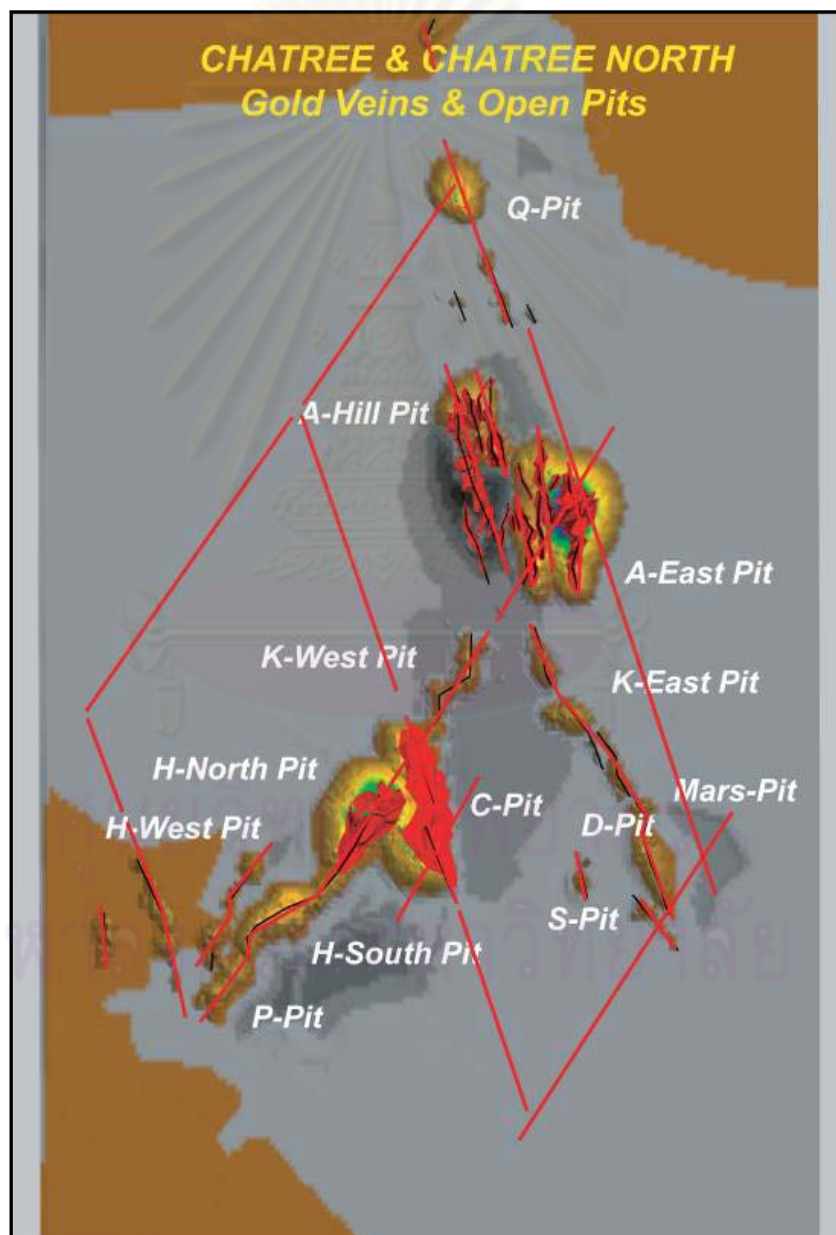 CHATREE & CHATREE NORTH
Gold Veins & Open Pits
Q-Pit
A-Hill Pit
A-East Pit
K-West Pit
K-East Pit
H-North Pit
Mars-Pit
H-West Pit
C-Pit
D-Pit
S-Pit
H-South Pit
P-Pit